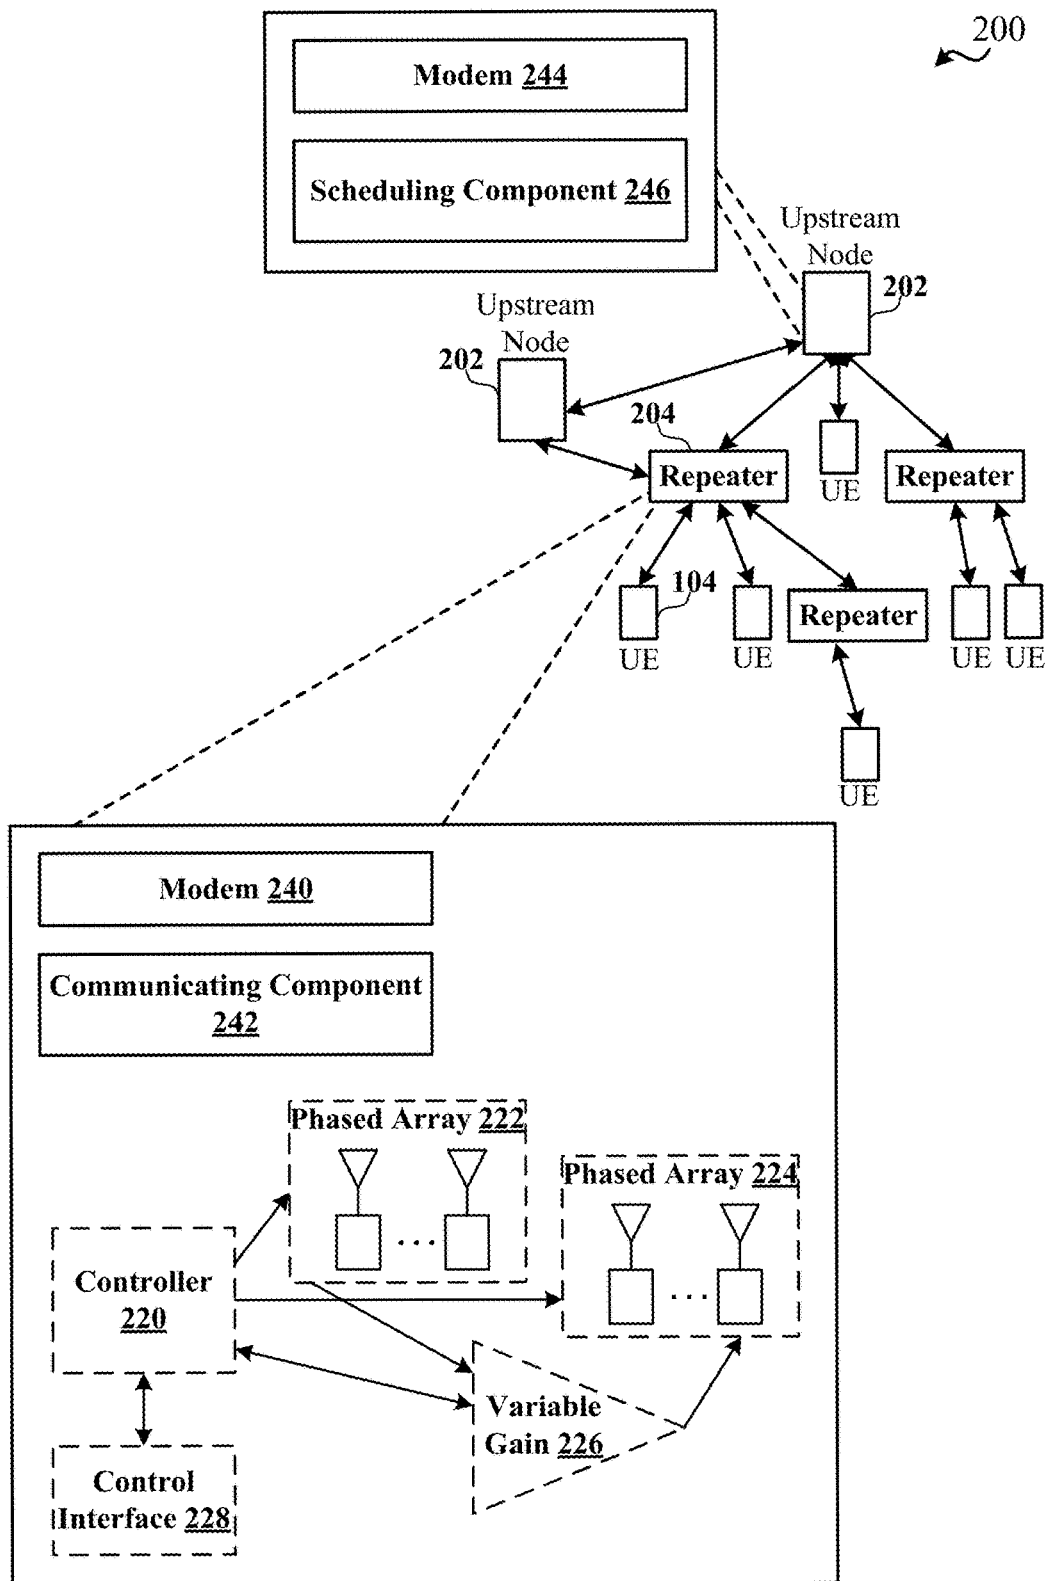 200
Modem 244
Scheduling Component 246
Upstream
Node
202
Upstream
Node
202
204
Repeater
UE
Repeater
104
UE
UE
Repeater
UE
UE
UE
Modem 240
Communicating Component
242
Phased Array 222
...
Phased Array 224
...
Controller
220
Variable
Gain 226
Control
Interface 228